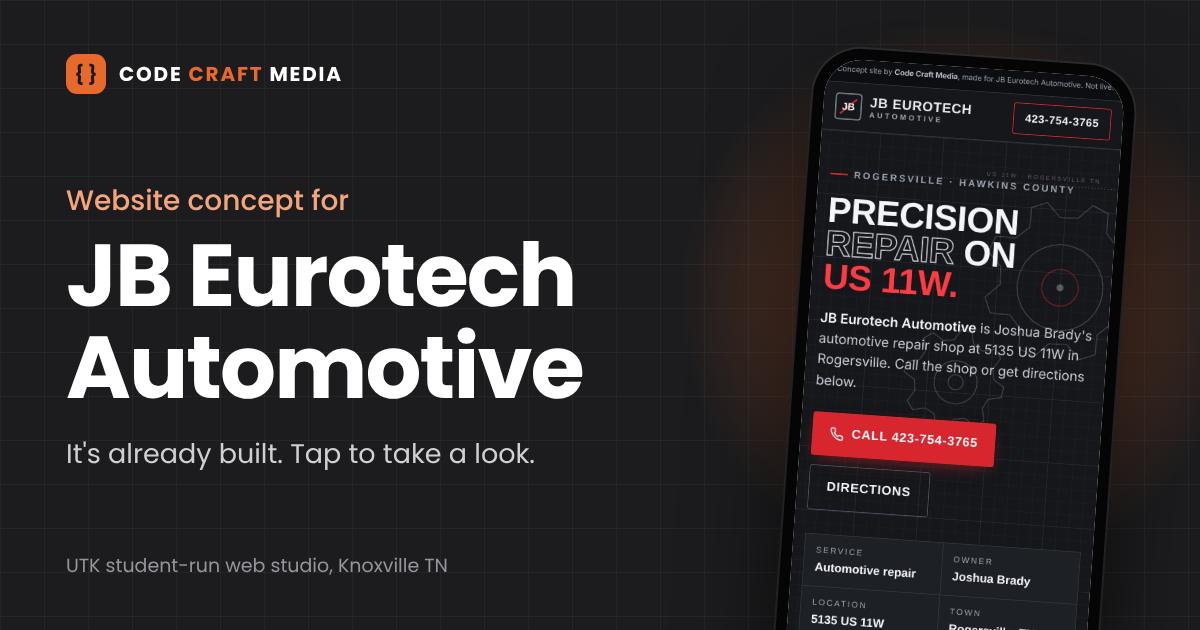 { } CODE CRAFT MEDIA
Website concept for
JB Eurotech
Automotive
It's already built. Tap to take a look.
UTK student-run web studio, Knoxville TN
Concept site by Code Craft Media, made for JB Eurotech Automotive. Not live.
JB
JB EUROTECH
AUTOMOTIVE
423-754-3765
US 11W · ROGERSVILLE TN
ROGERSVILLE · HAWKINS COUNTY
PRECISION
REPAIR ON
US 11W.
JB Eurotech Automotive is Joshua Brady's
automotive repair shop at 5135 US 11W in
Rogersville. Call the shop or get directions
below.
CALL 423-754-3765
DIRECTIONS
SERVICE
Automotive repair
OWNER
Joshua Brady
LOCATION
5135 US 11W
TOWN